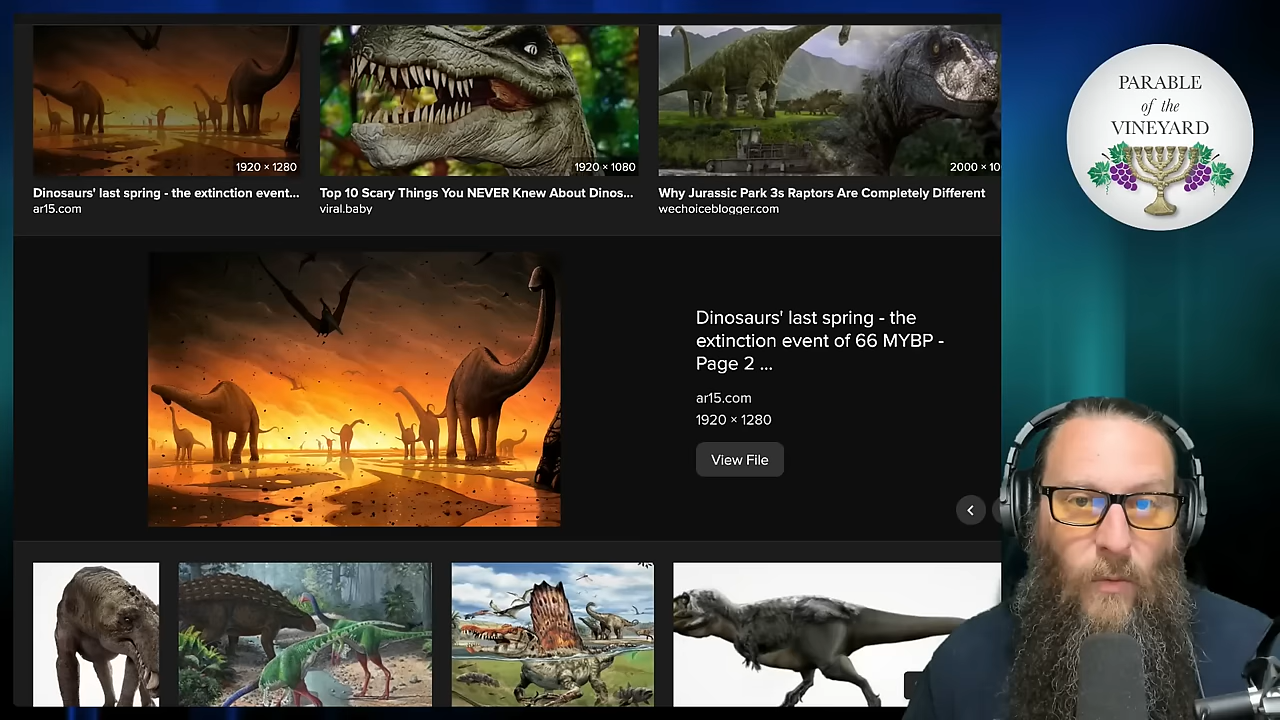 1920 × 1280
1920 × 1080
2000 × 10
Dinosaurs' last spring - the extinction event...
Top 10 Scary Things You NEVER Knew About Dinos...
Why Jurassic Park 3s Raptors Are Completely Different
ar15.com
viral.baby
wechoiceblogger.com
Dinosaurs' last spring - the
extinction event of 66 MYBP -
Page 2 ...
ar15.com
1920 × 1280
View File
PARABLE
of the
VINEYARD